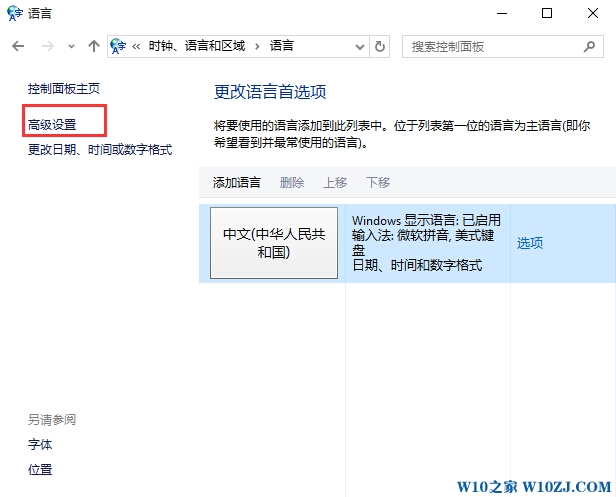 语言
« 时钟、语言和区域 › 语言
搜索控制面板
控制面板主页
高级设置
更改日期、时间或数字格式
更改语言首选项
将要使用的语言添加到此列表中。位于列表第一位的语言为主语言(即你
希望看到并最常使用的语言)。
添加语言 删除 上移 下移
中文(中华人民共
和国)
Windows 显示语言: 已启用
输入法: 微软拼音, 美式键
盘
日期、时间和数字格式
选项
另请参阅
字体
位置
W10之家 W10ZJ.COM